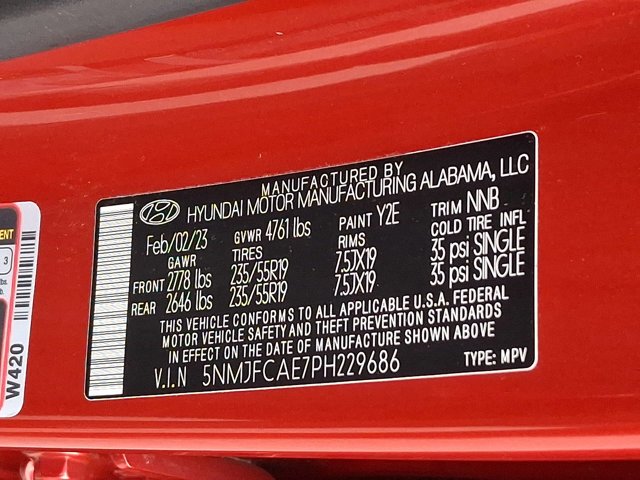 MANUFACTURED BY
HYUNDAI MOTOR MANUFACTURING ALABAMA, LLC
Feb/02/23 GVWR 4761 lbs PAINT Y2E TRIM NNB
GAWR TIRES RIMS COLD TIRE INFL
FRONT 2778 lbs 235/55R19 7.5JX19 35 psi SINGLE
REAR 2646 lbs 235/55R19 7.5JX19 35 psi SINGLE
THIS VEHICLE CONFORMS TO ALL APPLICABLE U.S.A. FEDERAL
MOTOR VEHICLE SAFETY AND THEFT PREVENTION STANDARDS
IN EFFECT ON THE DATE OF MANUFACTURE SHOWN ABOVE
V.I.N 5NMJFCAE7PH229686 TYPE: MPV
ENT
3
lbs.
W420